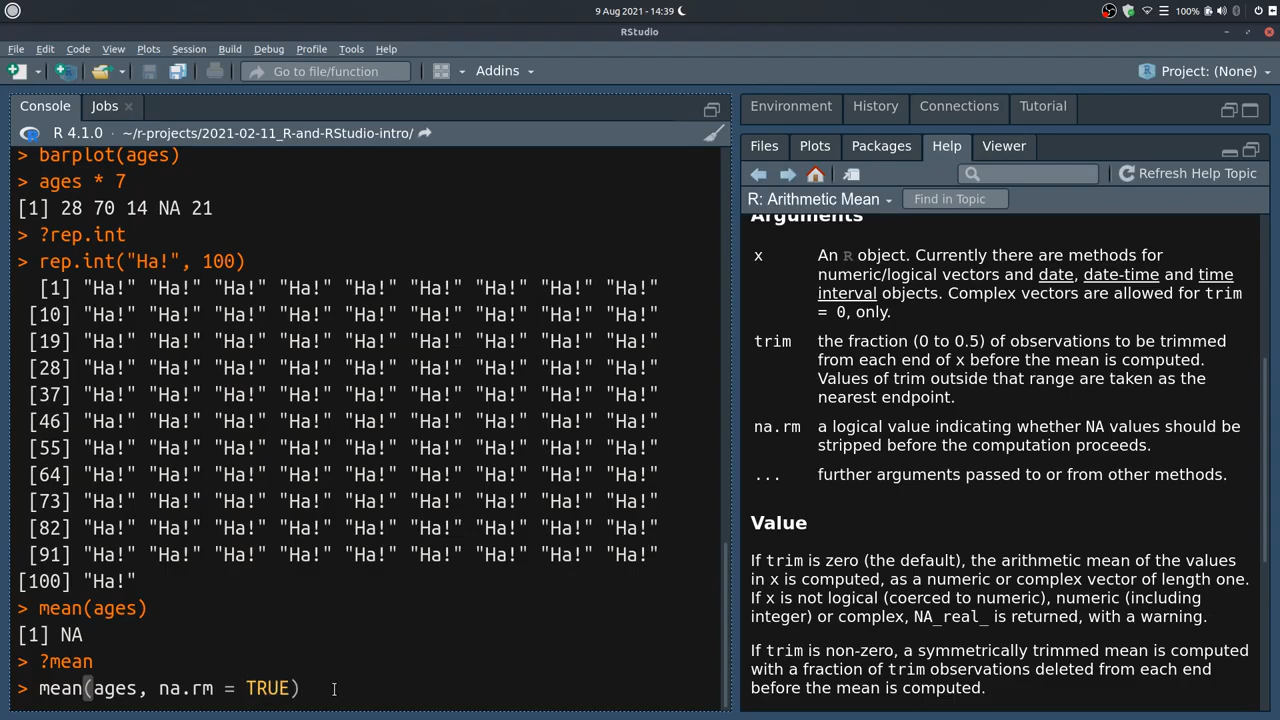 9 Aug 2021 - 14:39
100%
RStudio
File Edit Code View Plots Session Build Debug Profile Tools Help
Go to file/function
Addins
Project: (None)
Console Jobs
R 4.1.0 · ~/r-projects/2021-02-11_R-and-RStudio-intro/
> barplot(ages)
> ages * 7
[1] 28 70 14 NA 21
> ?rep.int
> rep.int("Ha!", 100)
[1] "Ha!" "Ha!" "Ha!" "Ha!" "Ha!" "Ha!" "Ha!" "Ha!" "Ha!"
[10] "Ha!" "Ha!" "Ha!" "Ha!" "Ha!" "Ha!" "Ha!" "Ha!" "Ha!"
[19] "Ha!" "Ha!" "Ha!" "Ha!" "Ha!" "Ha!" "Ha!" "Ha!" "Ha!"
[28] "Ha!" "Ha!" "Ha!" "Ha!" "Ha!" "Ha!" "Ha!" "Ha!" "Ha!"
[37] "Ha!" "Ha!" "Ha!" "Ha!" "Ha!" "Ha!" "Ha!" "Ha!" "Ha!"
[46] "Ha!" "Ha!" "Ha!" "Ha!" "Ha!" "Ha!" "Ha!" "Ha!" "Ha!"
[55] "Ha!" "Ha!" "Ha!" "Ha!" "Ha!" "Ha!" "Ha!" "Ha!" "Ha!"
[64] "Ha!" "Ha!" "Ha!" "Ha!" "Ha!" "Ha!" "Ha!" "Ha!" "Ha!"
[73] "Ha!" "Ha!" "Ha!" "Ha!" "Ha!" "Ha!" "Ha!" "Ha!" "Ha!"
[82] "Ha!" "Ha!" "Ha!" "Ha!" "Ha!" "Ha!" "Ha!" "Ha!" "Ha!"
[91] "Ha!" "Ha!" "Ha!" "Ha!" "Ha!" "Ha!" "Ha!" "Ha!" "Ha!"
[100] "Ha!"
> mean(ages)
[1] NA
> ?mean
> mean(ages, na.rm = TRUE)
Environment History Connections Tutorial
Files Plots Packages Help Viewer
Refresh Help Topic
R: Arithmetic Mean Find in Topic
Arguments
x An R object. Currently there are methods for
numeric/logical vectors and date, date-time and time
interval objects. Complex vectors are allowed for trim
= 0, only.
trim the fraction (0 to 0.5) of observations to be trimmed
from each end of x before the mean is computed.
Values of trim outside that range are taken as the
nearest endpoint.
na.rm a logical value indicating whether NA values should be
stripped before the computation proceeds.
... further arguments passed to or from other methods.
Value
If trim is zero (the default), the arithmetic mean of the values
in x is computed, as a numeric or complex vector of length one.
If x is not logical (coerced to numeric), numeric (including
integer) or complex, NA_real_ is returned, with a warning.
If trim is non-zero, a symmetrically trimmed mean is computed
with a fraction of trim observations deleted from each end
before the mean is computed.